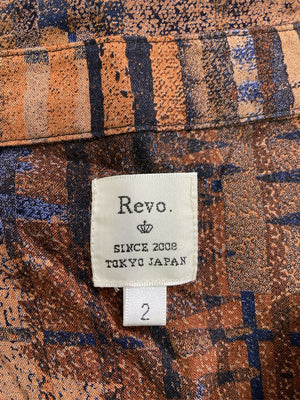 Revo.
SINCE 2008
TOKYO JAPAN
2